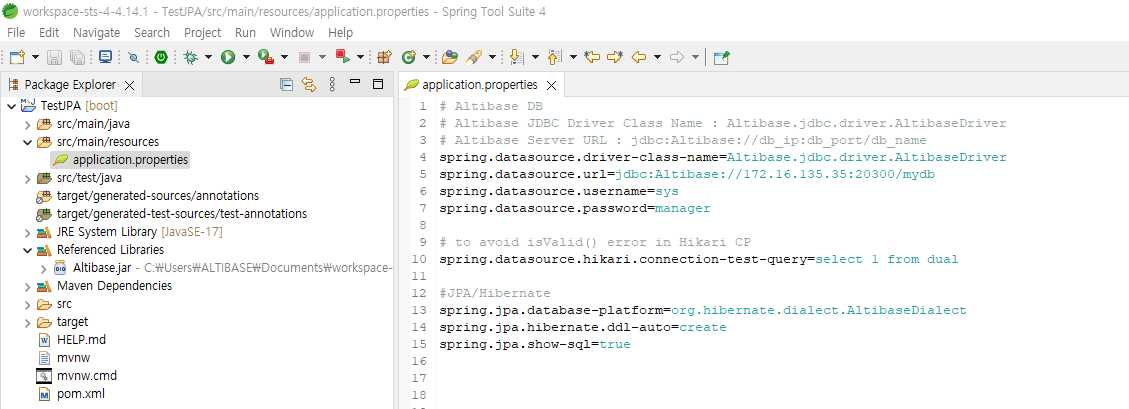 workspace-sts-4-4.14.1 - TestJPA/src/main/resources/application.properties - Spring Tool Suite 4
File Edit Navigate Search Project Run Window Help
Package Explorer
TestJPA [boot]
src/main/java
src/main/resources
application.properties
src/test/java
target/generated-sources/annotations
target/generated-test-sources/test-annotations
JRE System Library [JavaSE-17]
Referenced Libraries
Altibase.jar - C:₩Users₩ALTIBASE₩Documents₩workspace-
Maven Dependencies
src
target
HELP.md
mvnw
mvnw.cmd
pom.xml
application.properties
1 # Altibase DB
2 # Altibase JDBC Driver Class Name : Altibase.jdbc.driver.AltibaseDriver
3 # Altibase Server URL : jdbc:Altibase://db_ip:db_port/db_name
4 spring.datasource.driver-class-name=Altibase.jdbc.driver.AltibaseDriver
5 spring.datasource.url=jdbc:Altibase://172.16.135.35:20300/mydb
6 spring.datasource.username=sys
7 spring.datasource.password=manager
8
9 # to avoid isValid() error in Hikari CP
10 spring.datasource.hikari.connection-test-query=select 1 from dual
11
12 #JPA/Hibernate
13 spring.jpa.database-platform=org.hibernate.dialect.AltibaseDialect
14 spring.jpa.hibernate.ddl-auto=create
15 spring.jpa.show-sql=true
16
17
18